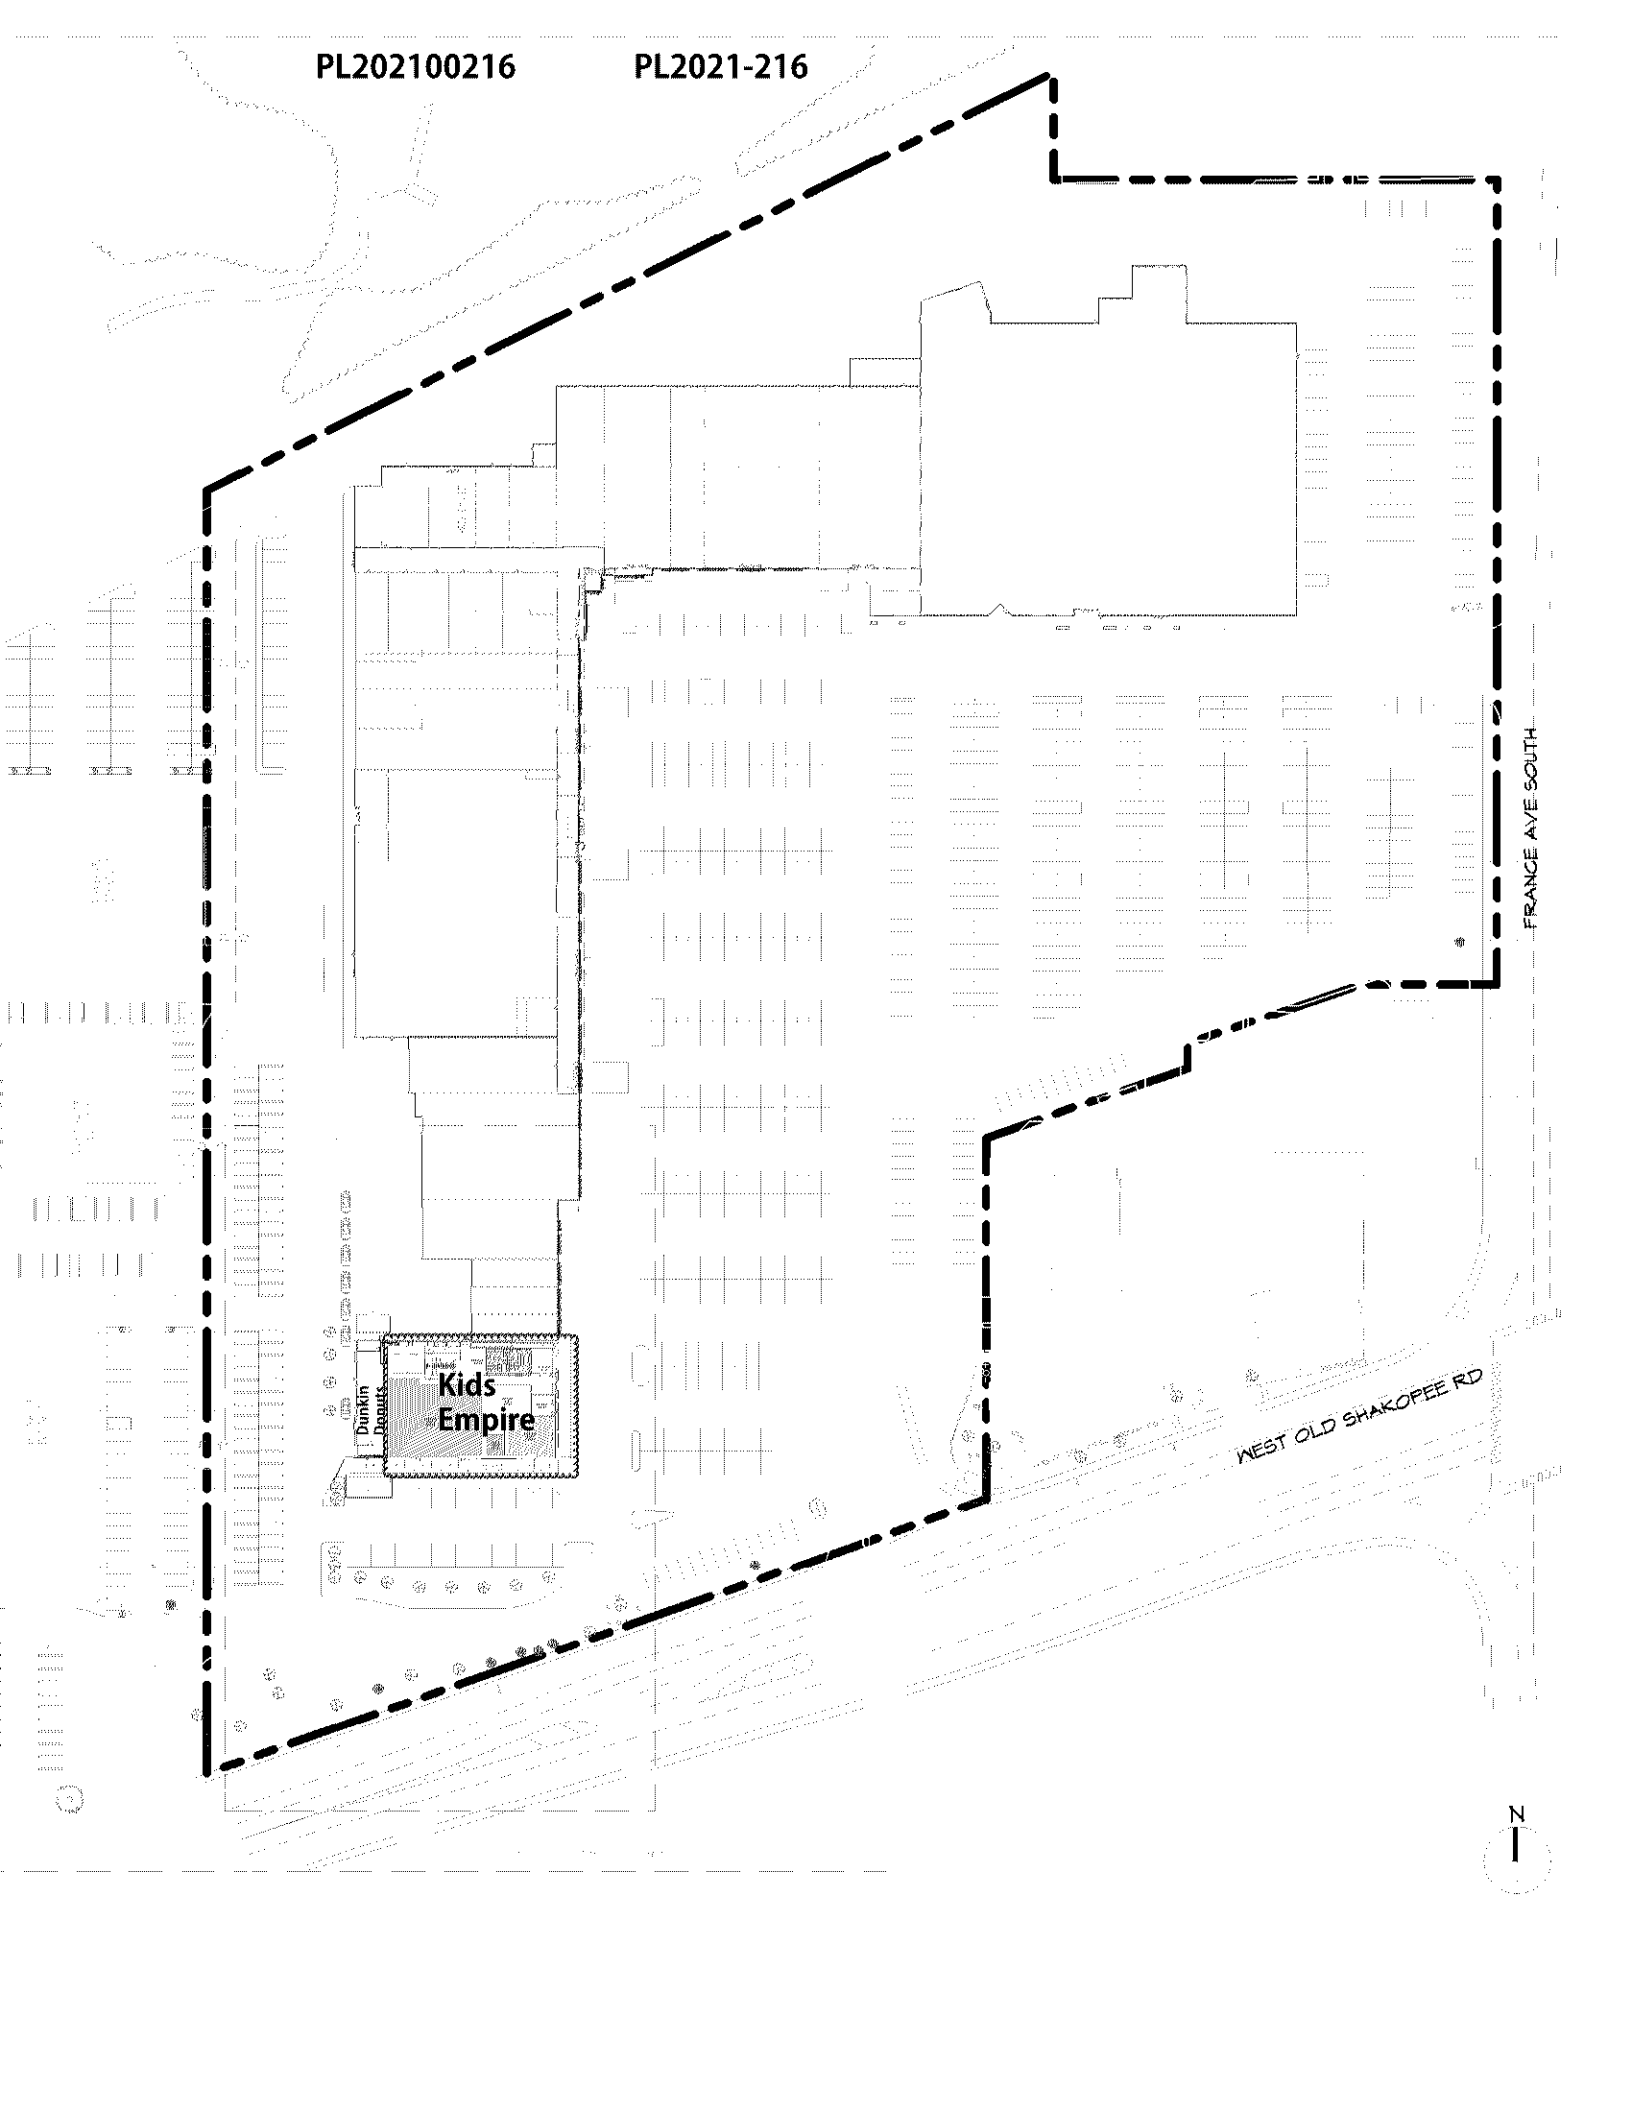 PL202100216 PL2021-216
FRANCE AVE SOUTH
Dunkin
Donuts
Kids
Empire
WEST OLD SHAKOPEE RD
N